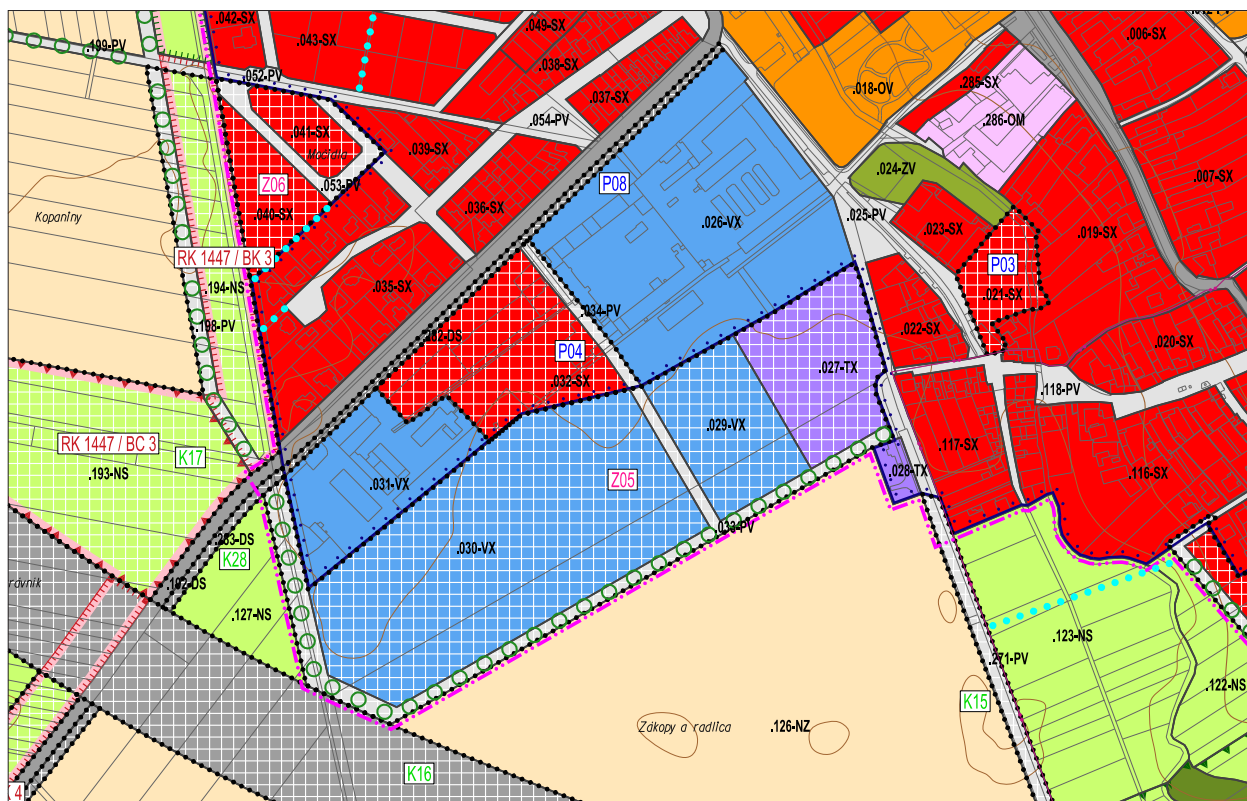 .042-SX
.043-SX
.049-SX
.038-SX
.037-SX
.199-PV
.052-PV
.054-PV
.041-SX
Močidla
.053-PV
.039-SX
Z06
.040-SX
.036-SX
P08
.026-VX
.018-OV
.285-SX
.286-OM
.006-SX
.007-SX
.024-ZV
.025-PV
.023-SX
.019-SX
P03
.021-SX
.022-SX
.020-SX
Kopaniny
RK 1447 / BK 3
.194-NS
.198-PV
.035-SX
.034-PV
P04
.032-SX
.027-TX
.118-PV
.029-VX
.117-SX
.116-SX
.028-TX
RK 1447 / BC 3
K17
.193-NS
.031-VX
Z05
.033-PV
.030-VX
K28
.192-DS
.127-NS
.123-NS
.271-PV
.122-NS
K15
Zákopy a radlica
.126-NZ
K16
4